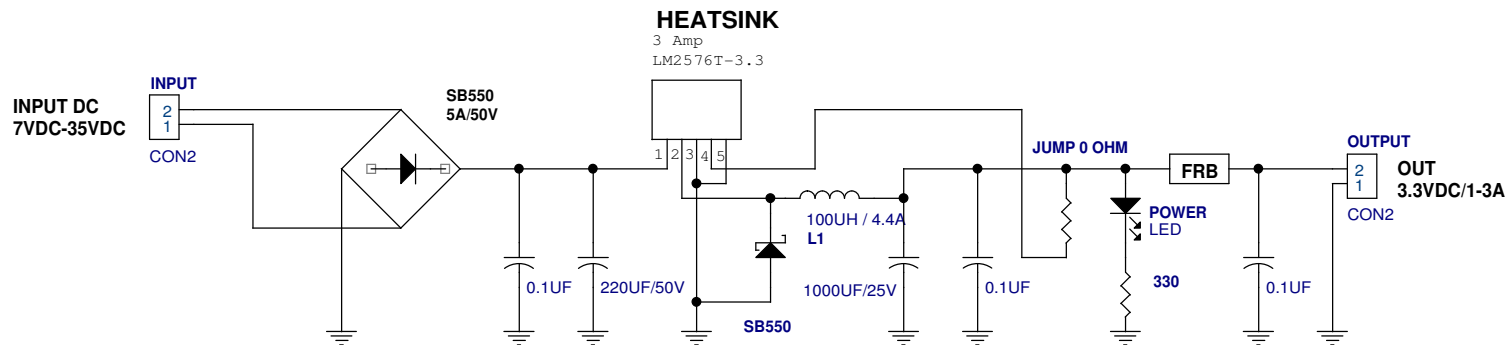 HEATSINK
3 Amp
LM2576T-3.3
INPUT DC
7VDC-35VDC
INPUT
2
1
CON2
SB550
5A/50V
1 2 3 4 5
JUMP 0 OHM
FRB
OUTPUT
2
1
CON2
OUT
3.3VDC/1-3A
100UH / 4.4A
L1
POWER
LED
0.1UF
220UF/50V
SB550
1000UF/25V
0.1UF
330
0.1UF